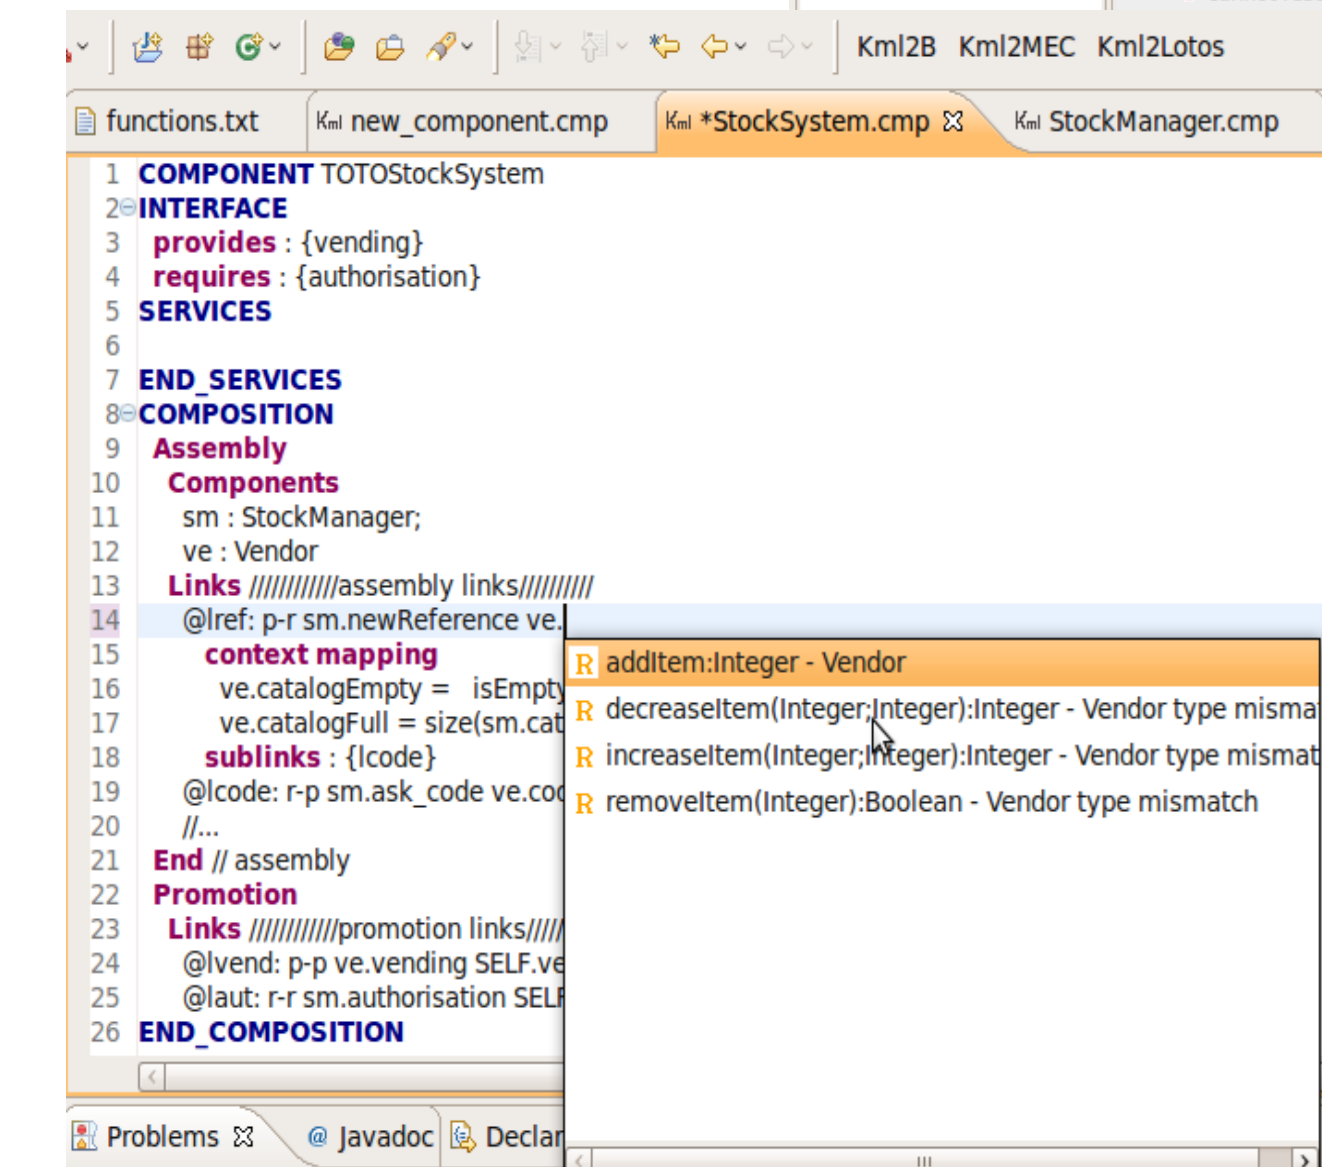 Kml2B Kml2MEC Kml2Lotos
functions.txt Kml new_component.cmp Kml *StockSystem.cmp Kml StockManager.cmp
1 COMPONENT TOTOStockSystem
2 INTERFACE
3 provides : {vending}
4 requires : {authorisation}
5 SERVICES
6
7 END_SERVICES
8 COMPOSITION
9 Assembly
10 Components
11 sm : StockManager;
12 ve : Vendor
13 Links ////////////assembly links//////////
14 @lref: p-r sm.newReference ve.
15 context mapping
16 ve.catalogEmpty = isEmpty
17 ve.catalogFull = size(sm.cat
18 sublinks : {lcode}
19 @lcode: r-p sm.ask_code ve.cod
20 //...
21 End // assembly
22 Promotion
23 Links ////////////promotion links/////
24 @lvend: p-p ve.vending SELF.ve
25 @laut: r-r sm.authorisation SELF
26 END_COMPOSITION
R addItem:Integer - Vendor
R decreaseItem(Integer;Integer):Integer - Vendor type misma
R increaseItem(Integer;Integer):Integer - Vendor type mismat
R removeItem(Integer):Boolean - Vendor type mismatch
Problems @ Javadoc Declar